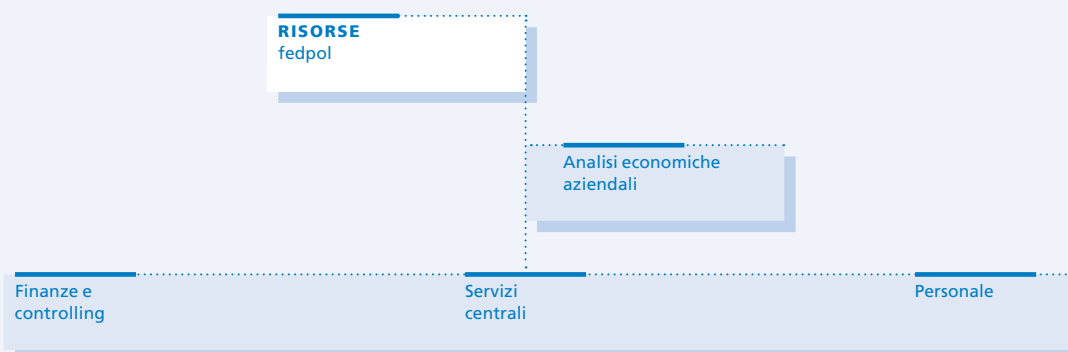 RISORSE
fedpol
Analisi economiche
aziendali
Finanze e
controlling
Servizi
centrali
Personale